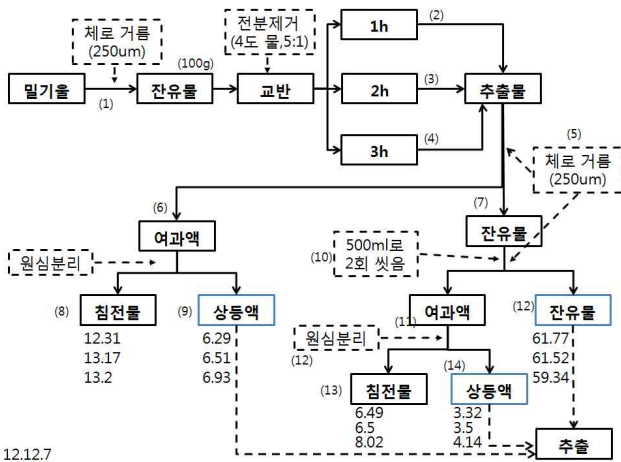 체로 거름
(250um)
전분제거
(4도 물,5:1)
1h
(2)
(100g)
밀기울
(1)
잔유물
교반
2h
(3)
추출물
3h
(4)
(5)
체로 거름
(250um)
(6)
여과액
(7)
잔유물
원심분리
(10)
500ml로
2회 씻음
(8)
침전물
(9)
상등액
여과액
(11)
(12)
잔유물
12.31
13.17
13.2
6.29
6.51
6.93
원심분리
(12)
61.77
61.52
59.34
(13)
침전물
(14)
상등액
6.49
6.5
8.02
3.32
3.5
4.14
추출
12.12.7